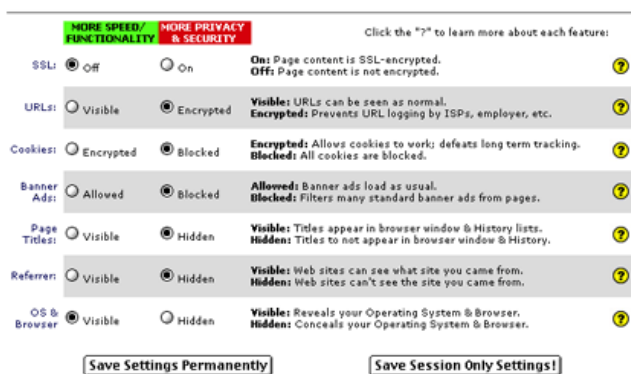 MORE SPEED/ FUNCTIONALITY MORE PRIVACY & SECURITY Click the "?" to learn more about each feature:
SSL: Off On On: Page content is SSL-encrypted.
Off: Page content is not encrypted.
?
URLs: Visible Encrypted Visible: URLs can be seen as normal.
Encrypted: Prevents URL logging by ISPs, employer, etc.
?
Cookies: Encrypted Blocked Encrypted: Allows cookies to work; defeats long term tracking.
Blocked: All cookies are blocked.
?
Banner Ads: Allowed Blocked Allowed: Banner ads load as usual.
Blocked: Filters many standard banner ads from pages.
?
Page Titles: Visible Hidden Visible: Titles appear in browser window & History lists.
Hidden: Titles to not appear in browser window & History.
?
Referrer: Visible Hidden Visible: Web sites can see what site you came from.
Hidden: Web sites can't see the site you came from.
?
OS & Browser Visible Hidden Visible: Reveals your Operating System & Browser.
Hidden: Conceals your Operating System & Browser.
?
Save Settings Permanently Save Session Only Settings!